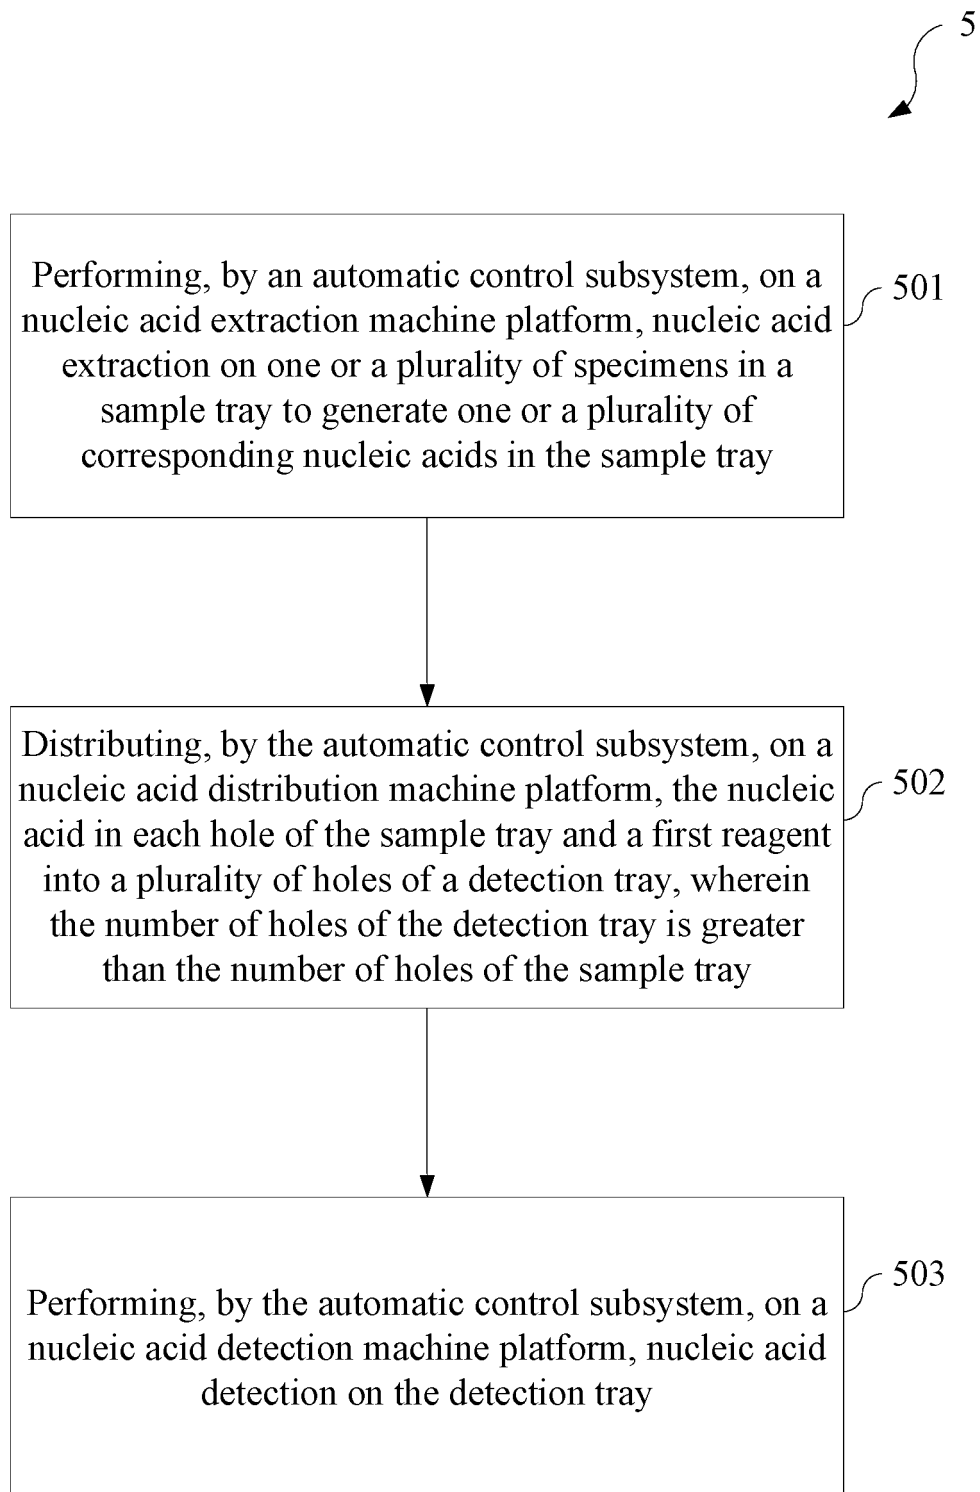 5
Performing, by an automatic control subsystem, on a
nucleic acid extraction machine platform, nucleic acid
extraction on one or a plurality of specimens in a
sample tray to generate one or a plurality of
corresponding nucleic acids in the sample tray
501
Distributing, by the automatic control subsystem, on a
nucleic acid distribution machine platform, the nucleic
acid in each hole of the sample tray and a first reagent
into a plurality of holes of a detection tray, wherein
the number of holes of the detection tray is greater
than the number of holes of the sample tray
502
Performing, by the automatic control subsystem, on a
nucleic acid detection machine platform, nucleic acid
detection on the detection tray
503